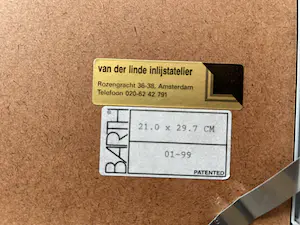 van der linde inlijstatelier
Rozengracht 36-38, Amsterdam
Telefoon 020-62 42 791
BARTH
21.0 x 29.7 CM
01-99
PATENTED